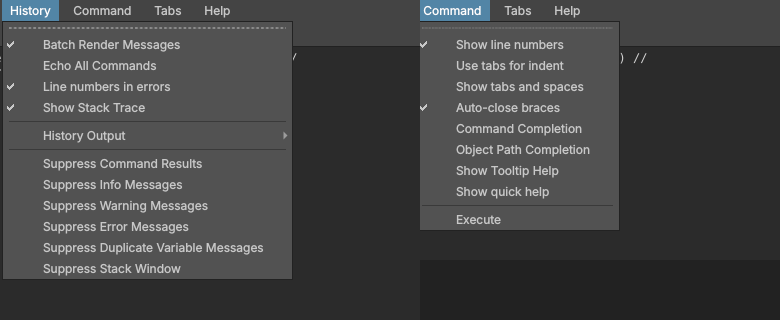 History Command Tabs Help
Batch Render Messages
Echo All Commands
Line numbers in errors
Show Stack Trace
History Output
Suppress Command Results
Suppress Info Messages
Suppress Warning Messages
Suppress Error Messages
Suppress Duplicate Variable Messages
Suppress Stack Window
Command Tabs Help
Show line numbers
Use tabs for indent
Show tabs and spaces
Auto-close braces
Command Completion
Object Path Completion
Show Tooltip Help
Show quick help
Execute
) //